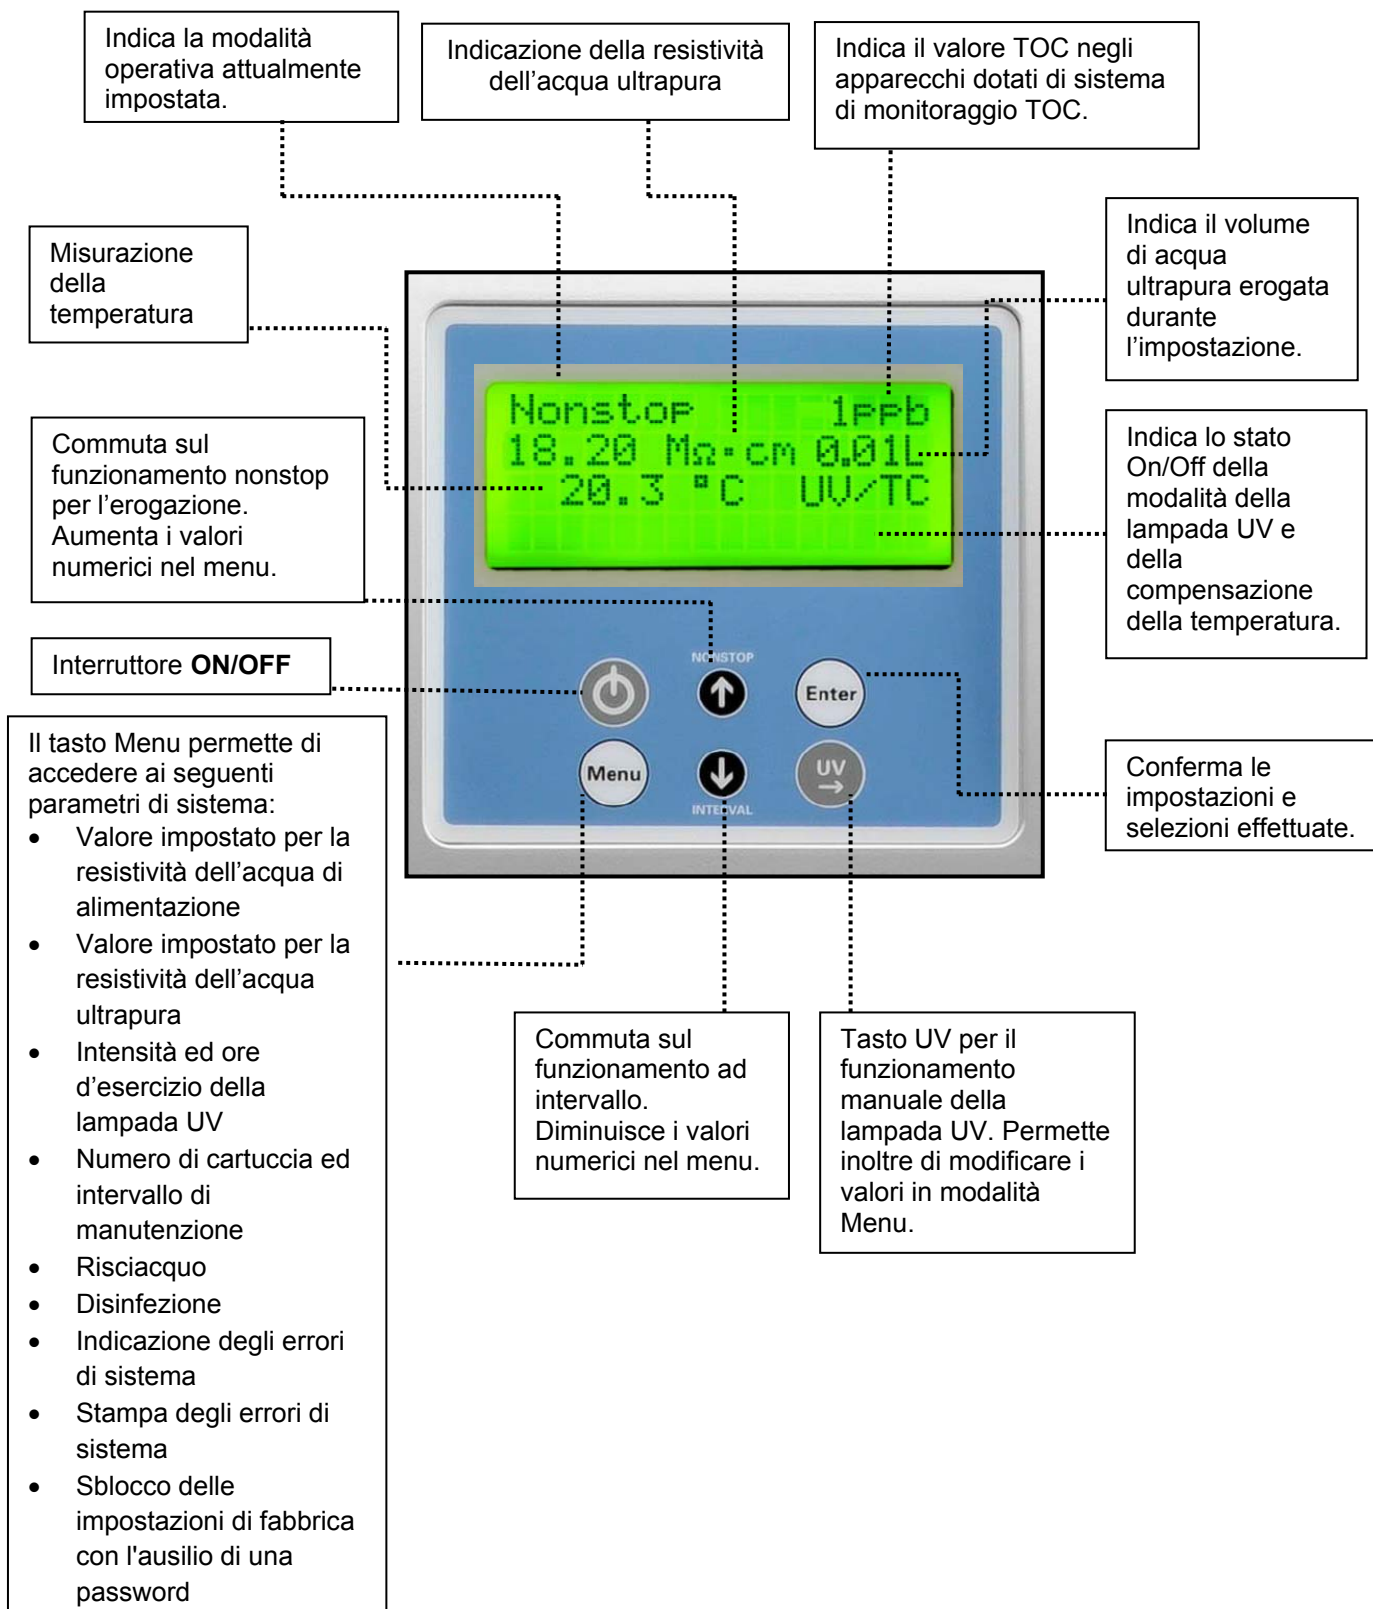 Indica la modalità
operativa attualmente
impostata.
Indicazione della resistività
dell’acqua ultrapura
Indica il valore TOC negli
apparecchi dotati di sistema
di monitoraggio TOC.
Misurazione
della
temperatura
Indica il volume
di acqua
ultrapura erogata
durante
l’impostazione.
Nonstop 1ppb
18.20 MΩ·cm 0.01L
20.3 °C UV/TC
Commuta sul
funzionamento nonstop
per l’erogazione.
Aumenta i valori
numerici nel menu.
Indica lo stato
On/Off della
modalità della
lampada UV e
della
compensazione
della temperatura.
Interruttore ON/OFF
NONSTOP
Enter
Menu
UV
INTERVAL
Il tasto Menu permette di
accedere ai seguenti
parametri di sistema:
• Valore impostato per la
resistività dell’acqua di
alimentazione
• Valore impostato per la
resistività dell’acqua
ultrapura
• Intensità ed ore
d’esercizio della
lampada UV
• Numero di cartuccia ed
intervallo di
manutenzione
• Risciacquo
• Disinfezione
• Indicazione degli errori
di sistema
• Stampa degli errori di
sistema
• Sblocco delle
impostazioni di fabbrica
con l'ausilio di una
password
Conferma le
impostazioni e
selezioni effettuate.
Commuta sul
funzionamento ad
intervallo.
Diminuisce i valori
numerici nel menu.
Tasto UV per il
funzionamento
manuale della
lampada UV. Permette
inoltre di modificare i
valori in modalità
Menu.